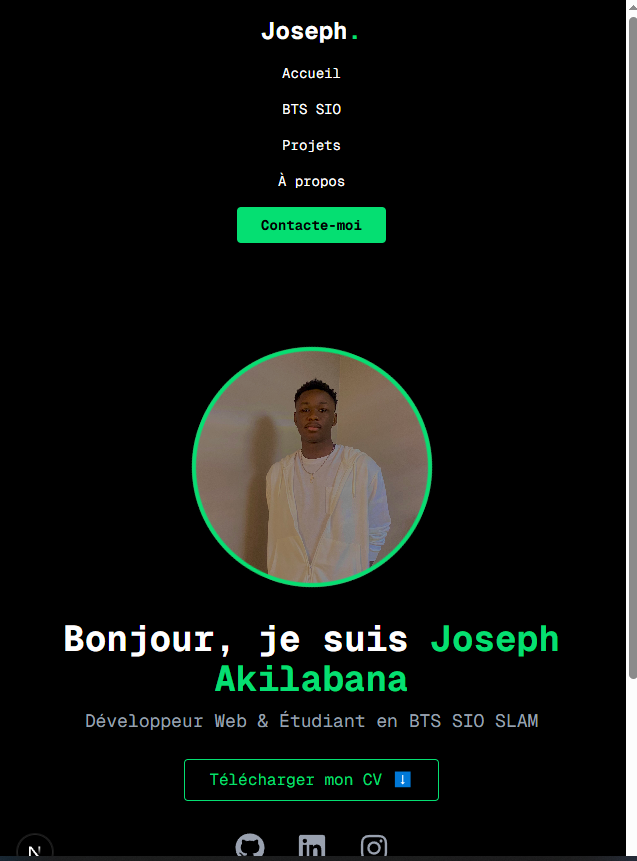 Joseph.
Accueil
BTS SIO
Projets
À propos
Contacte-moi
Bonjour, je suis Joseph
Akilabana
Développeur Web & Étudiant en BTS SIO SLAM
Télécharger mon CV ⬇️
N
in